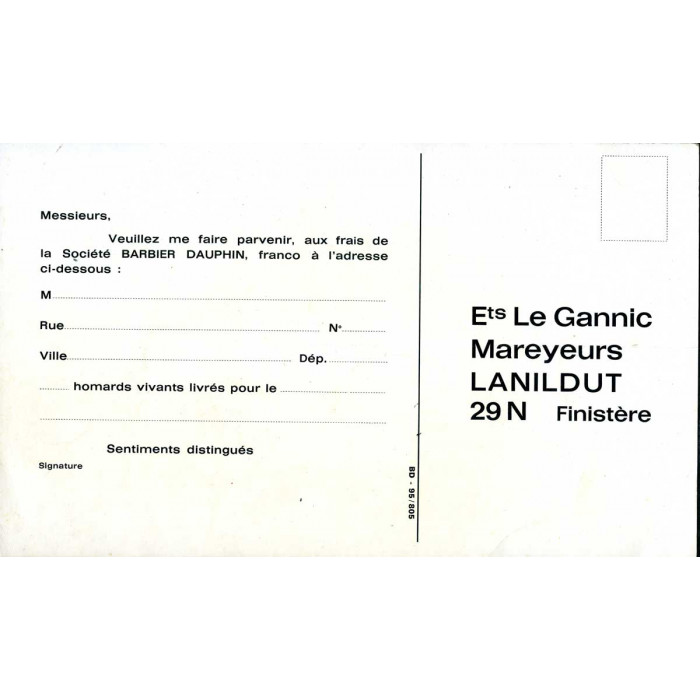 Messieurs,
Veuillez me faire parvenir, aux frais de
la Société BARBIER DAUPHIN, franco à l'adresse
ci-dessous :
M
Rue N°
Ville Dép.
homards vivants livrés pour le
Sentiments distingués
Signature
BD - 95/805
Ets Le Gannic
Mareyeurs
LANILDUT
29 N Finistère